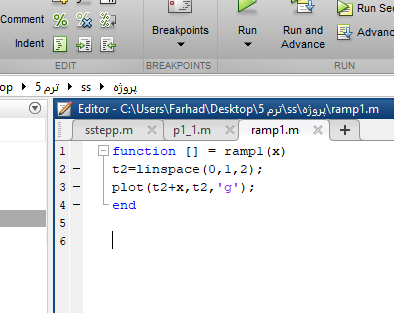 Comment
Indent
EDIT
Breakpoints
BREAKPOINTS
Run
Run and
Advance
Run Sec
Advanc
RUN
op ▸ ترم 5 ▸ ss ▸ پروژه
Editor - C:\Users\Farhad\Desktop\ترم 5\ss\پروژه\ramp1.m
sstepp.m
p1_1.m
ramp1.m
1 function [] = ramp1(x)
2 t2=linspace(0,1,2);
3 plot(t2+x,t2,'g');
4 end
5
6